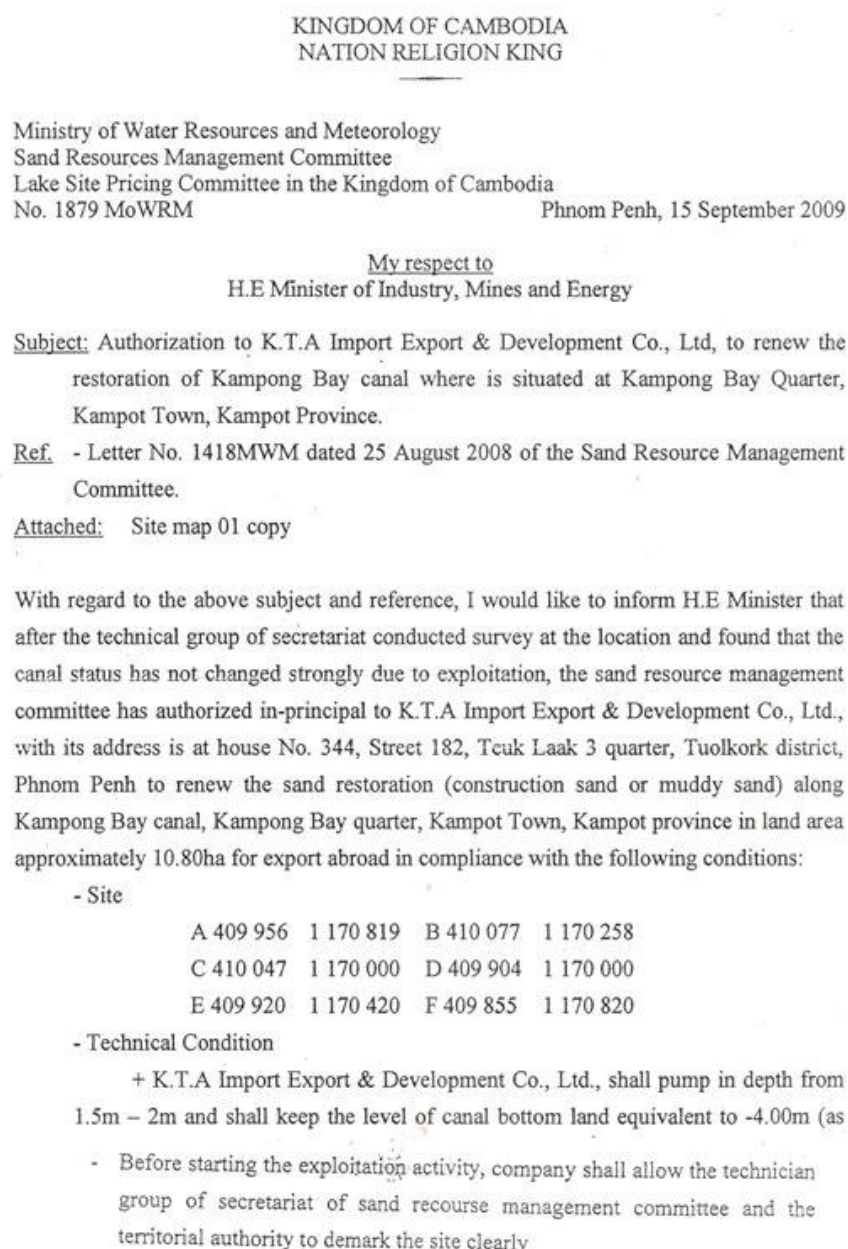 KINGDOM OF CAMBODIA
NATION RELIGION KING
Ministry of Water Resources and Meteorology
Sand Resources Management Committee
Lake Site Pricing Committee in the Kingdom of Cambodia
No. 1879 MoWRM Phnom Penh, 15 September 2009
My respect to
H.E Minister of Industry, Mines and Energy
Subject: Authorization to K.T.A Import Export & Development Co., Ltd, to renew the
restoration of Kampong Bay canal where is situated at Kampong Bay Quarter,
Kampot Town, Kampot Province.
Ref. - Letter No. 1418MWM dated 25 August 2008 of the Sand Resource Management
Committee.
Attached: Site map 01 copy
With regard to the above subject and reference, I would like to inform H.E Minister that
after the technical group of secretariat conducted survey at the location and found that the
canal status has not changed strongly due to exploitation, the sand resource management
committee has authorized in-principal to K.T.A Import Export & Development Co., Ltd.,
with its address is at house No. 344, Street 182, Teuk Laak 3 quarter, Tuolkork district,
Phnom Penh to renew the sand restoration (construction sand or muddy sand) along
Kampong Bay canal, Kampong Bay quarter, Kampot Town, Kampot province in land area
approximately 10.80ha for export abroad in compliance with the following conditions:
- Site
A 409 956 1 170 819 B 410 077 1 170 258
C 410 047 1 170 000 D 409 904 1 170 000
E 409 920 1 170 420 F 409 855 1 170 820
- Technical Condition
+ K.T.A Import Export & Development Co., Ltd., shall pump in depth from
1.5m – 2m and shall keep the level of canal bottom land equivalent to -4.00m (as
- Before starting the exploitation activity, company shall allow the technician
group of secretariat of sand recourse management committee and the
territorial authority to demark the site clearly